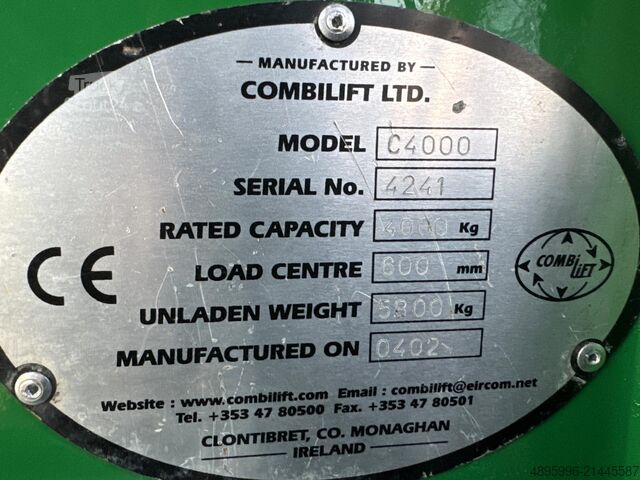 — MANUFACTURED BY —
COMBILIFT LTD.
MODEL C4000
SERIAL No. 4241
RATED CAPACITY 4000 Kg
LOAD CENTRE 600 mm
UNLADEN WEIGHT 5800 Kg
MANUFACTURED ON 0402
CE
COMBi
LiFT
Website : www.combilift.com Email : combilift@eircom.net
Tel. +353 47 80500 Fax. +353 47 80501
CLONTIBRET, CO. MONAGHAN
— IRELAND —
4895996-21445587